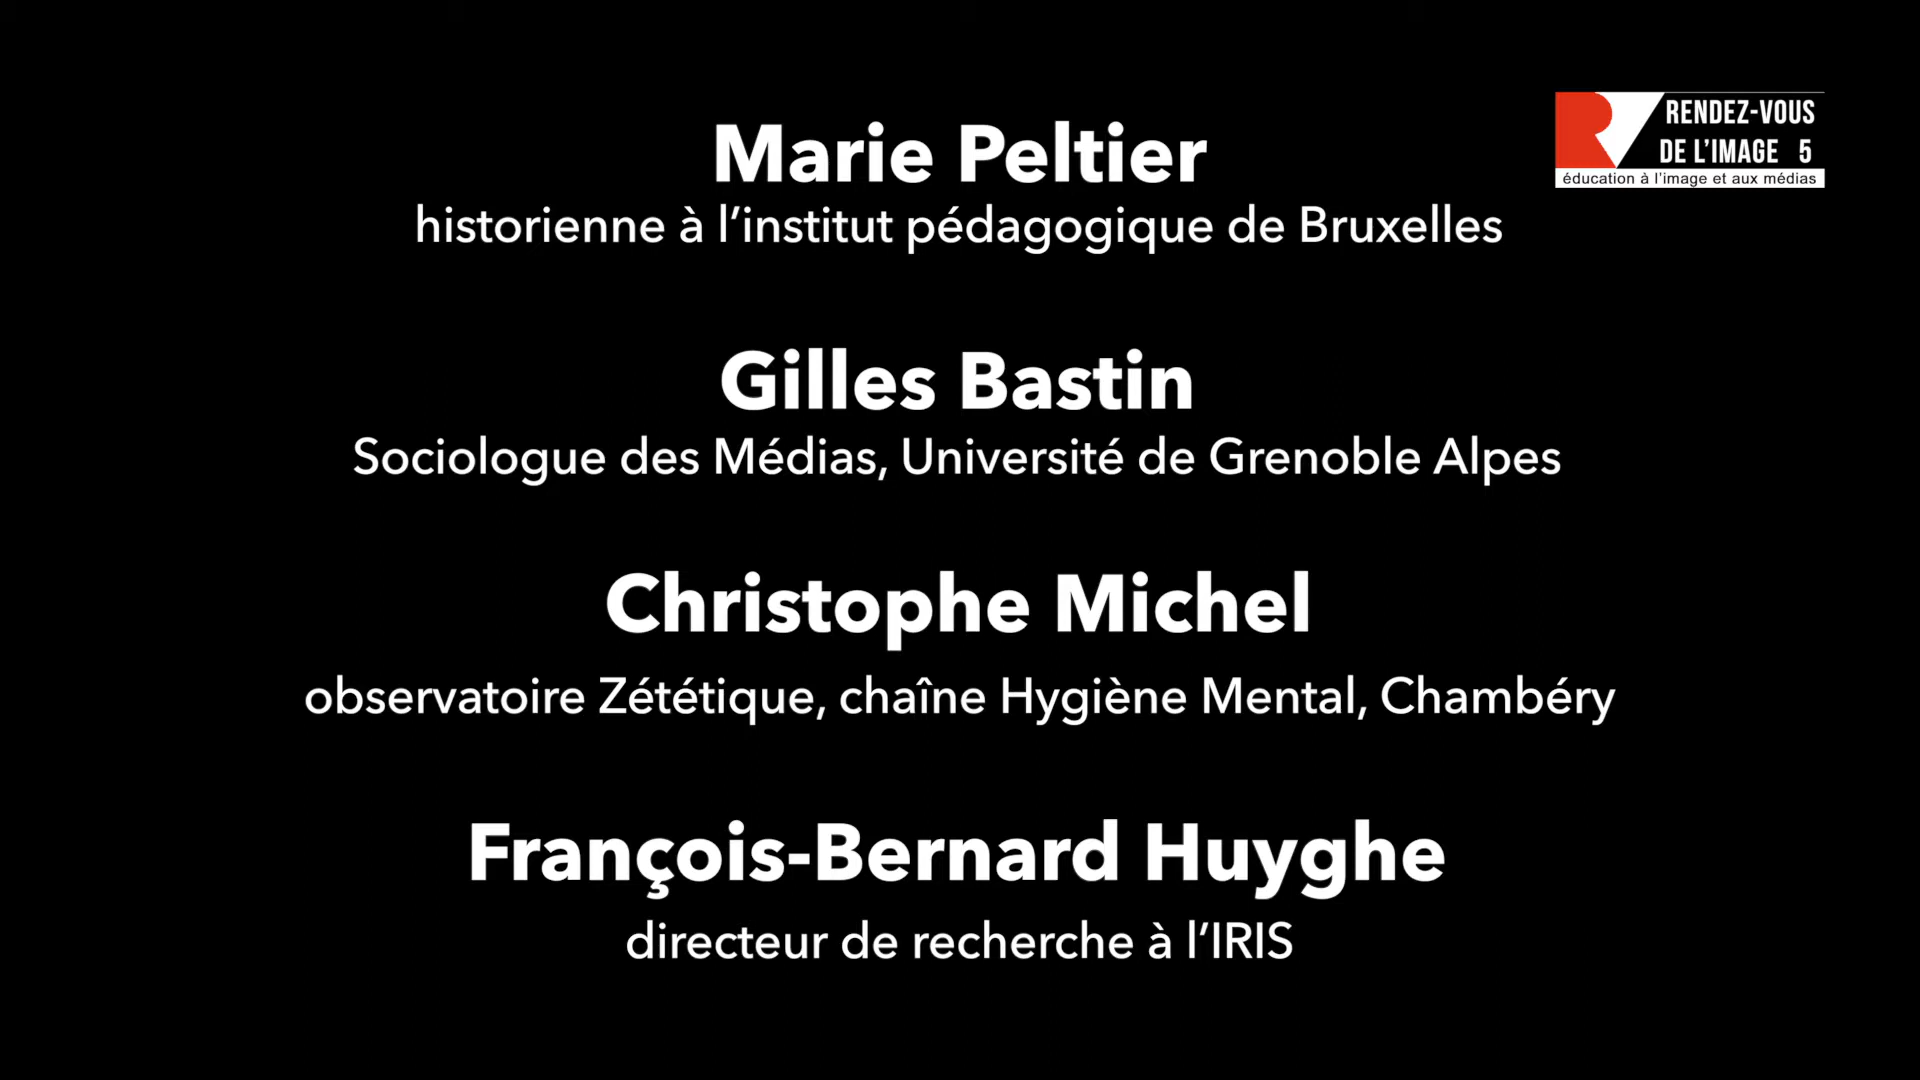 RENDEZ-VOUS
DE L'IMAGE 5
éducation à l'image et aux médias
Marie Peltier
historienne à l’institut pédagogique de Bruxelles
Gilles Bastin
Sociologue des Médias, Université de Grenoble Alpes
Christophe Michel
observatoire Zététique, chaîne Hygiène Mental, Chambéry
François-Bernard Huyghe
directeur de recherche à l’IRIS